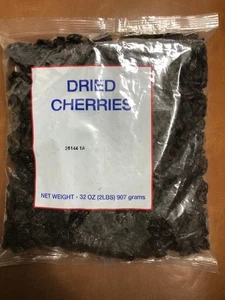 DRIED
CHERRIES
26144 1A
NET WEIGHT - 32 OZ (2LBS) 907 grams